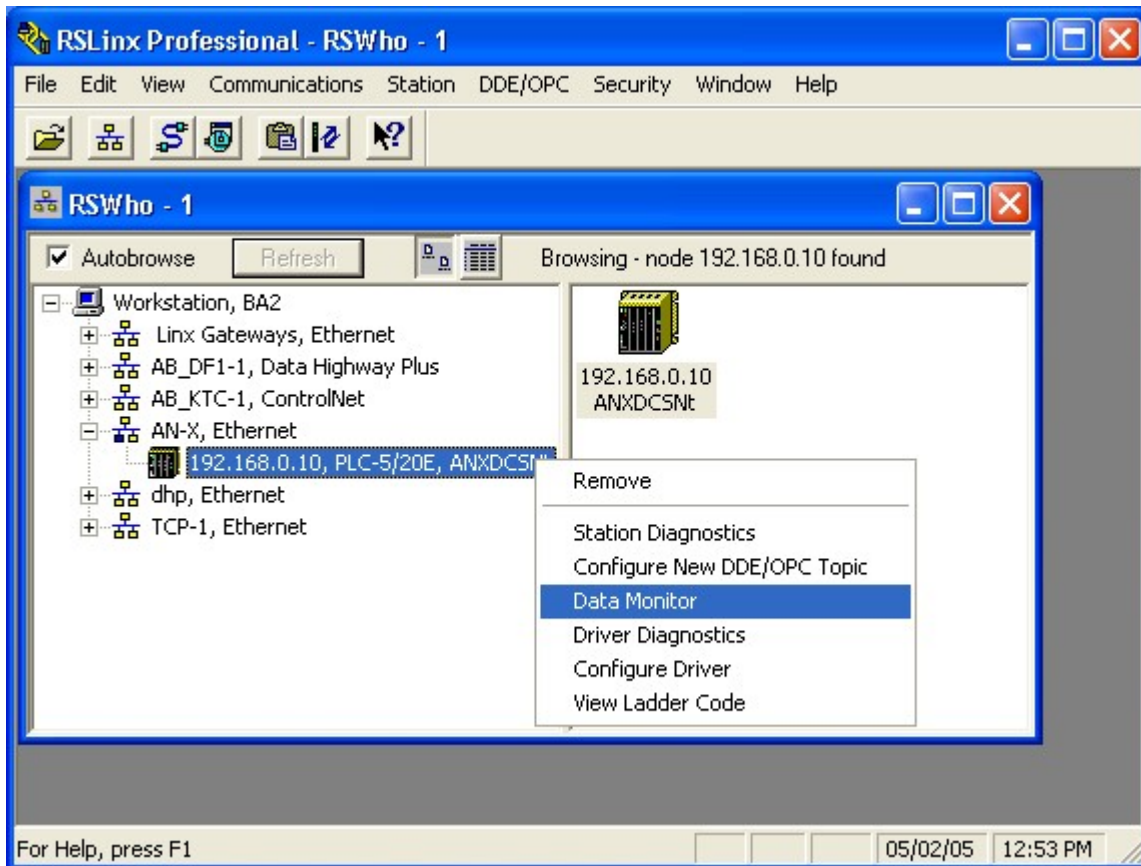 RSLinx Professional - RSWho - 1
File Edit View Communications Station DDE/OPC Security Window Help
RSWho - 1
Autobrowse Refresh Browsing - node 192.168.0.10 found
Workstation, BA2
Linx Gateways, Ethernet
AB_DF1-1, Data Highway Plus
AB_KTC-1, ControlNet
AN-X, Ethernet
192.168.0.10, PLC-5/20E, ANXDCSNt
dhp, Ethernet
TCP-1, Ethernet
192.168.0.10
ANXDCSNt
Remove
Station Diagnostics
Configure New DDE/OPC Topic
Data Monitor
Driver Diagnostics
Configure Driver
View Ladder Code
For Help, press F1 05/02/05 12:53 PM